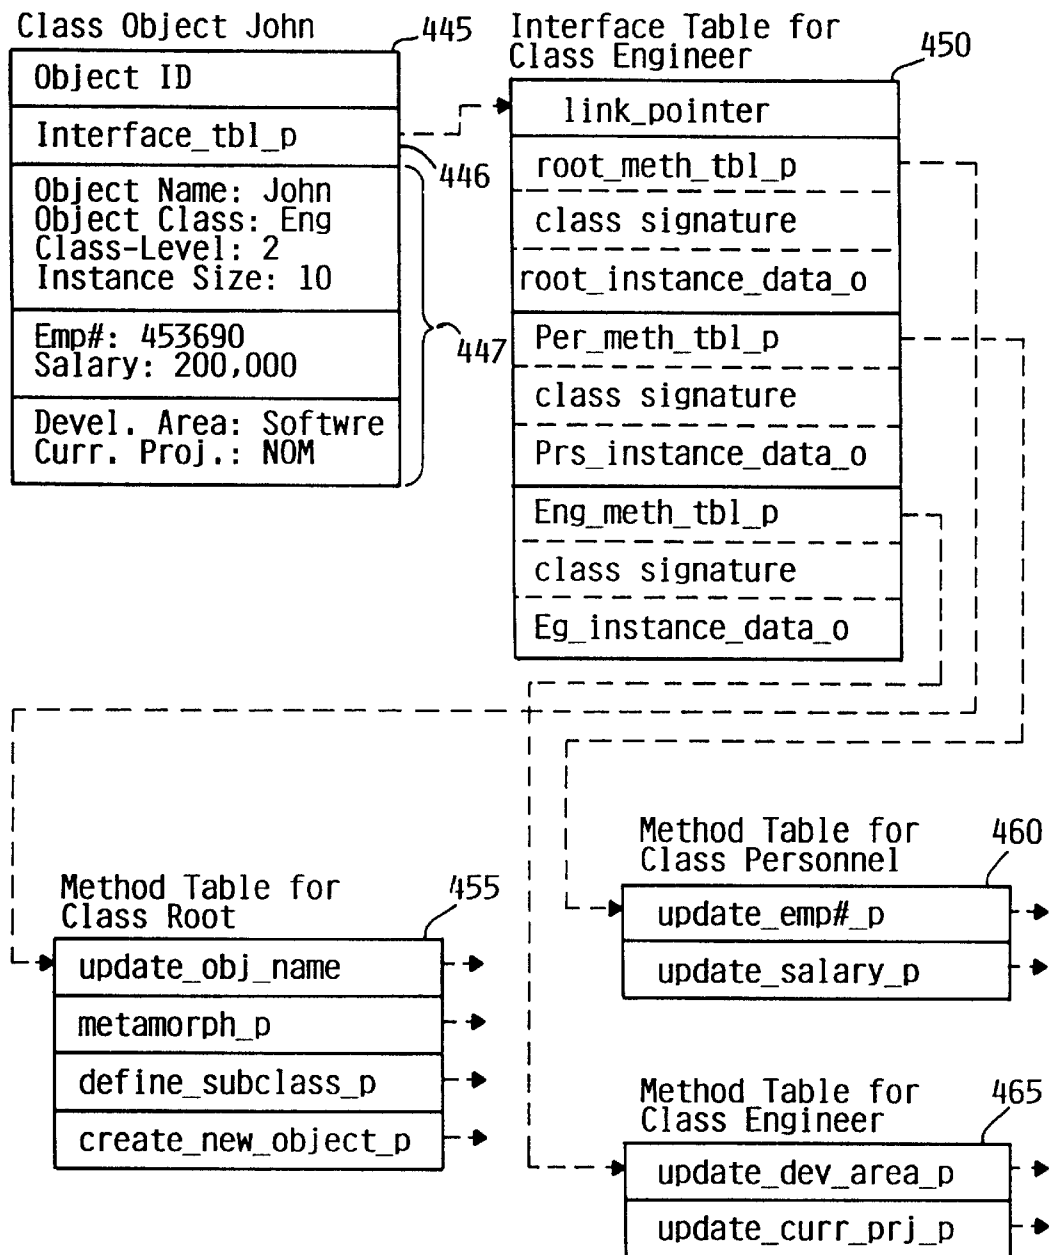 Class Object John
445
Object ID
Interface_tbl_p
446
Object Name: John
Object Class: Eng
Class-Level: 2
Instance Size: 10
Emp#: 453690
Salary: 200,000
447
Devel. Area: Softwre
Curr. Proj.: NOM
Interface Table for
Class Engineer
450
link_pointer
root_meth_tbl_p
class signature
root_instance_data_o
Per_meth_tbl_p
class signature
Prs_instance_data_o
Eng_meth_tbl_p
class signature
Eg_instance_data_o
Method Table for
Class Root
455
update_obj_name
metamorph_p
define_subclass_p
create_new_object_p
Method Table for
Class Personnel
460
update_emp#_p
update_salary_p
Method Table for
Class Engineer
465
update_dev_area_p
update_curr_prj_p